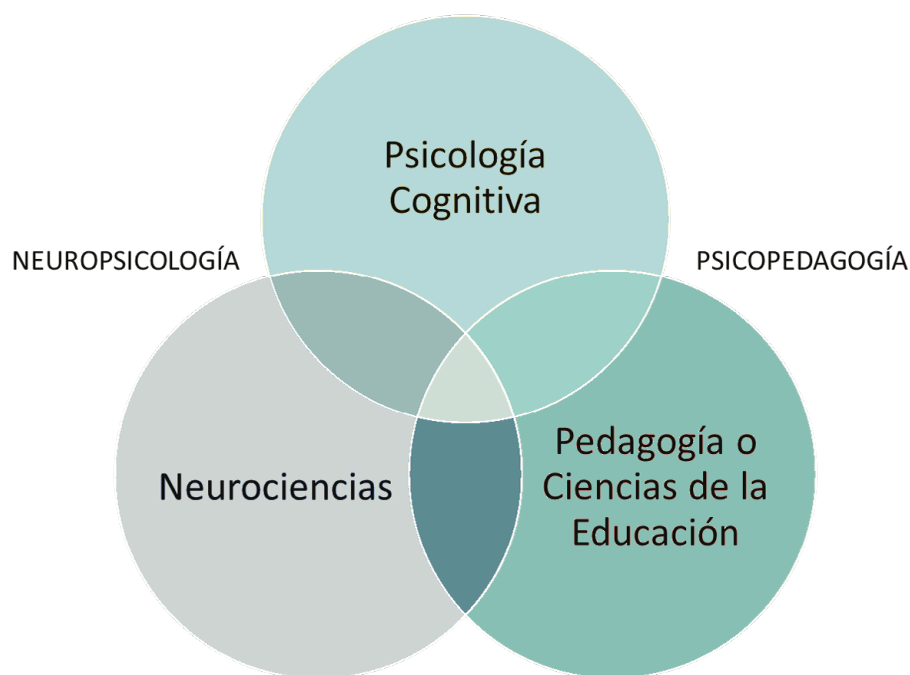 Psicología
Cognitiva
NEUROPSICOLOGÍA
PSICOPEDAGOGÍA
Neurociencias
Pedagogía o
Ciencias de la
Educación